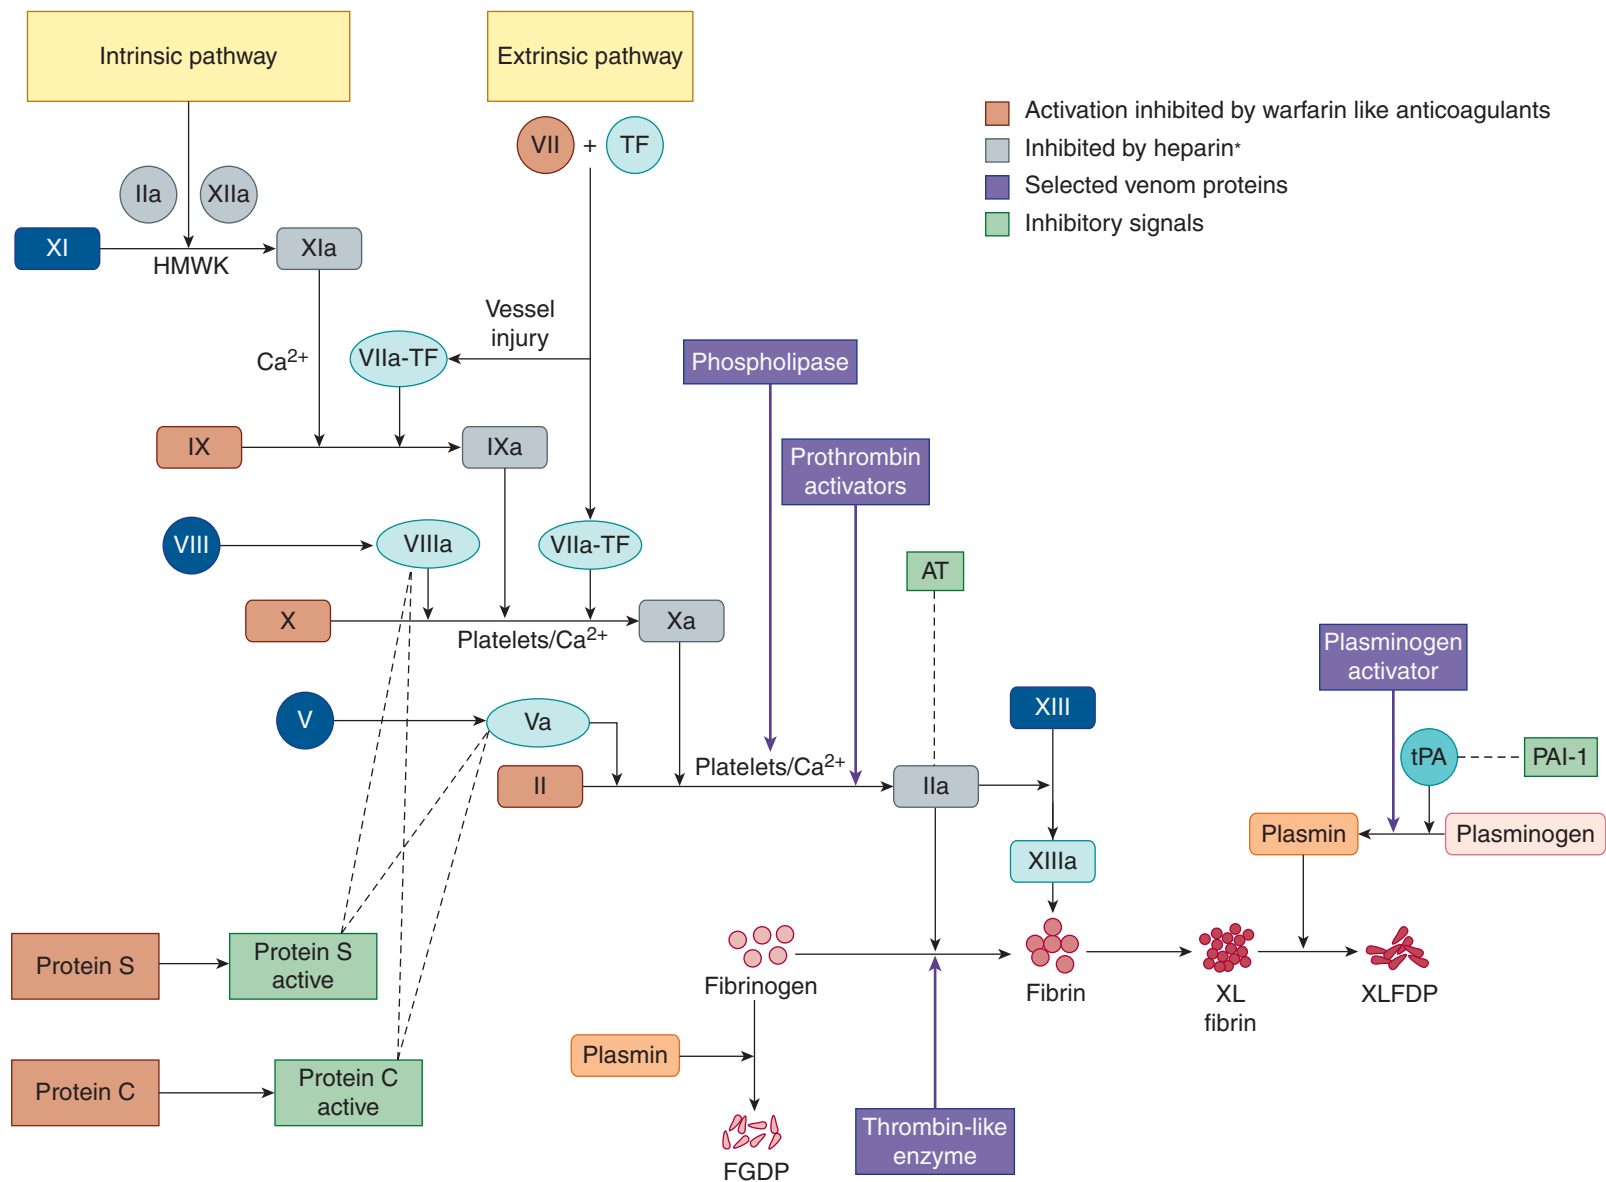 Intrinsic pathway
Extrinsic pathway
Activation inhibited by warfarin like anticoagulants
Inhibited by heparin*
Selected venom proteins
Inhibitory signals
VII
+
TF
IIa
XIIa
XI
HMWK
XIa
Vessel
injury
Ca2+
VIIa-TF
Phospholipase
IX
IXa
Prothrombin
activators
VIII
VIIIa
VIIa-TF
AT
X
Platelets/Ca2+
Xa
Plasminogen
activator
V
Va
XIII
Platelets/Ca2+
II
IIa
tPA
PAI-1
Plasmin
Plasminogen
XIIIa
Protein S
Protein S
active
Fibrinogen
Fibrin
XL
fibrin
XLFDP
Plasmin
Protein C
Protein C
active
FGDP
Thrombin-like
enzyme